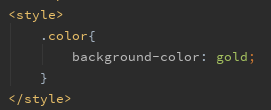 <style>
    .color{
        background-color: gold;
    }
</style>